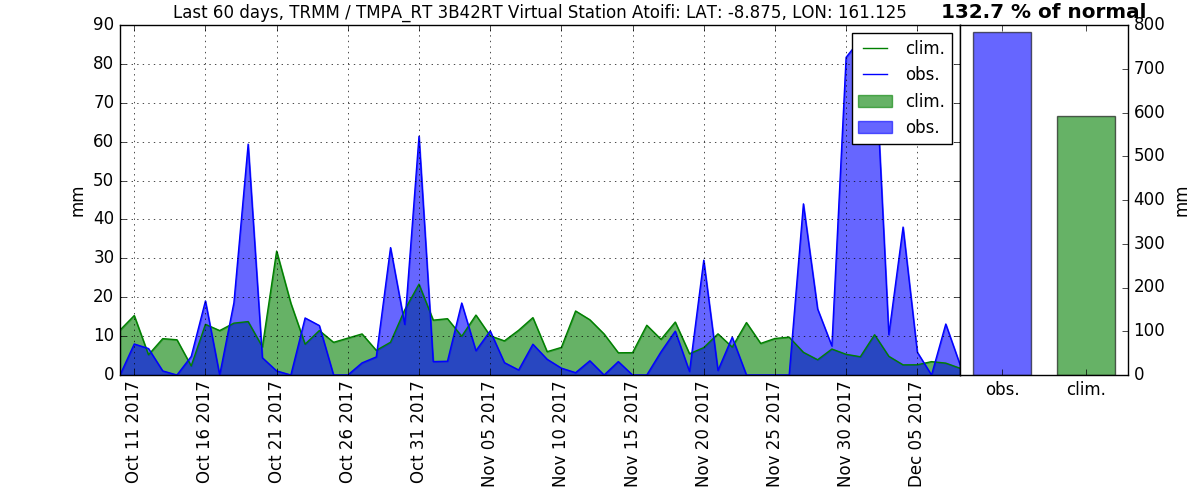 Last 60 days, TRMM / TMPA_RT 3B42RT Virtual Station Atoifi: LAT: -8.875, LON: 161.125
132.7 % of normal
90
80
70
60
50
40
30
20
10
0
mm
clim.
obs.
clim.
obs.
Oct 11 2017
Oct 16 2017
Oct 21 2017
Oct 26 2017
Oct 31 2017
Nov 05 2017
Nov 10 2017
Nov 15 2017
Nov 20 2017
Nov 25 2017
Nov 30 2017
Dec 05 2017
800
700
600
500
400
300
200
100
0
mm
obs.
clim.